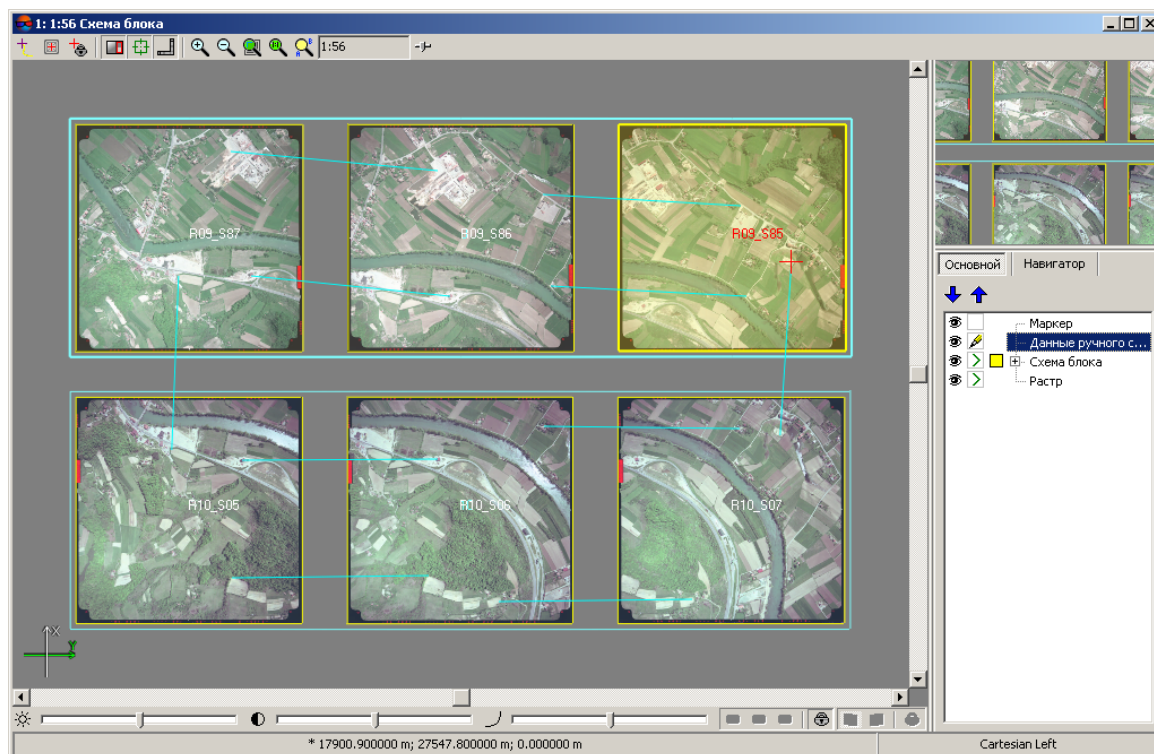 1: 1:56 Схема блока
1:56
R09_S87
R09_S86
R09_S85
R10_S05
R10_S06
R10_S07
X
Y
Основной
Навигатор
Маркер
Данные ручного с...
Схема блока
Растр
* 17900.900000 m; 27547.800000 m; 0.000000 m
Cartesian Left